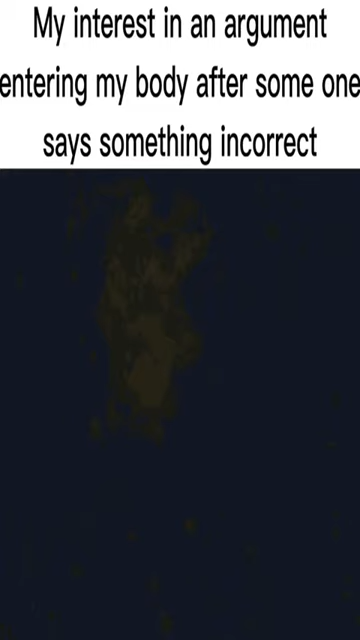 My interest in an argument
entering my body after some one
says something incorrect